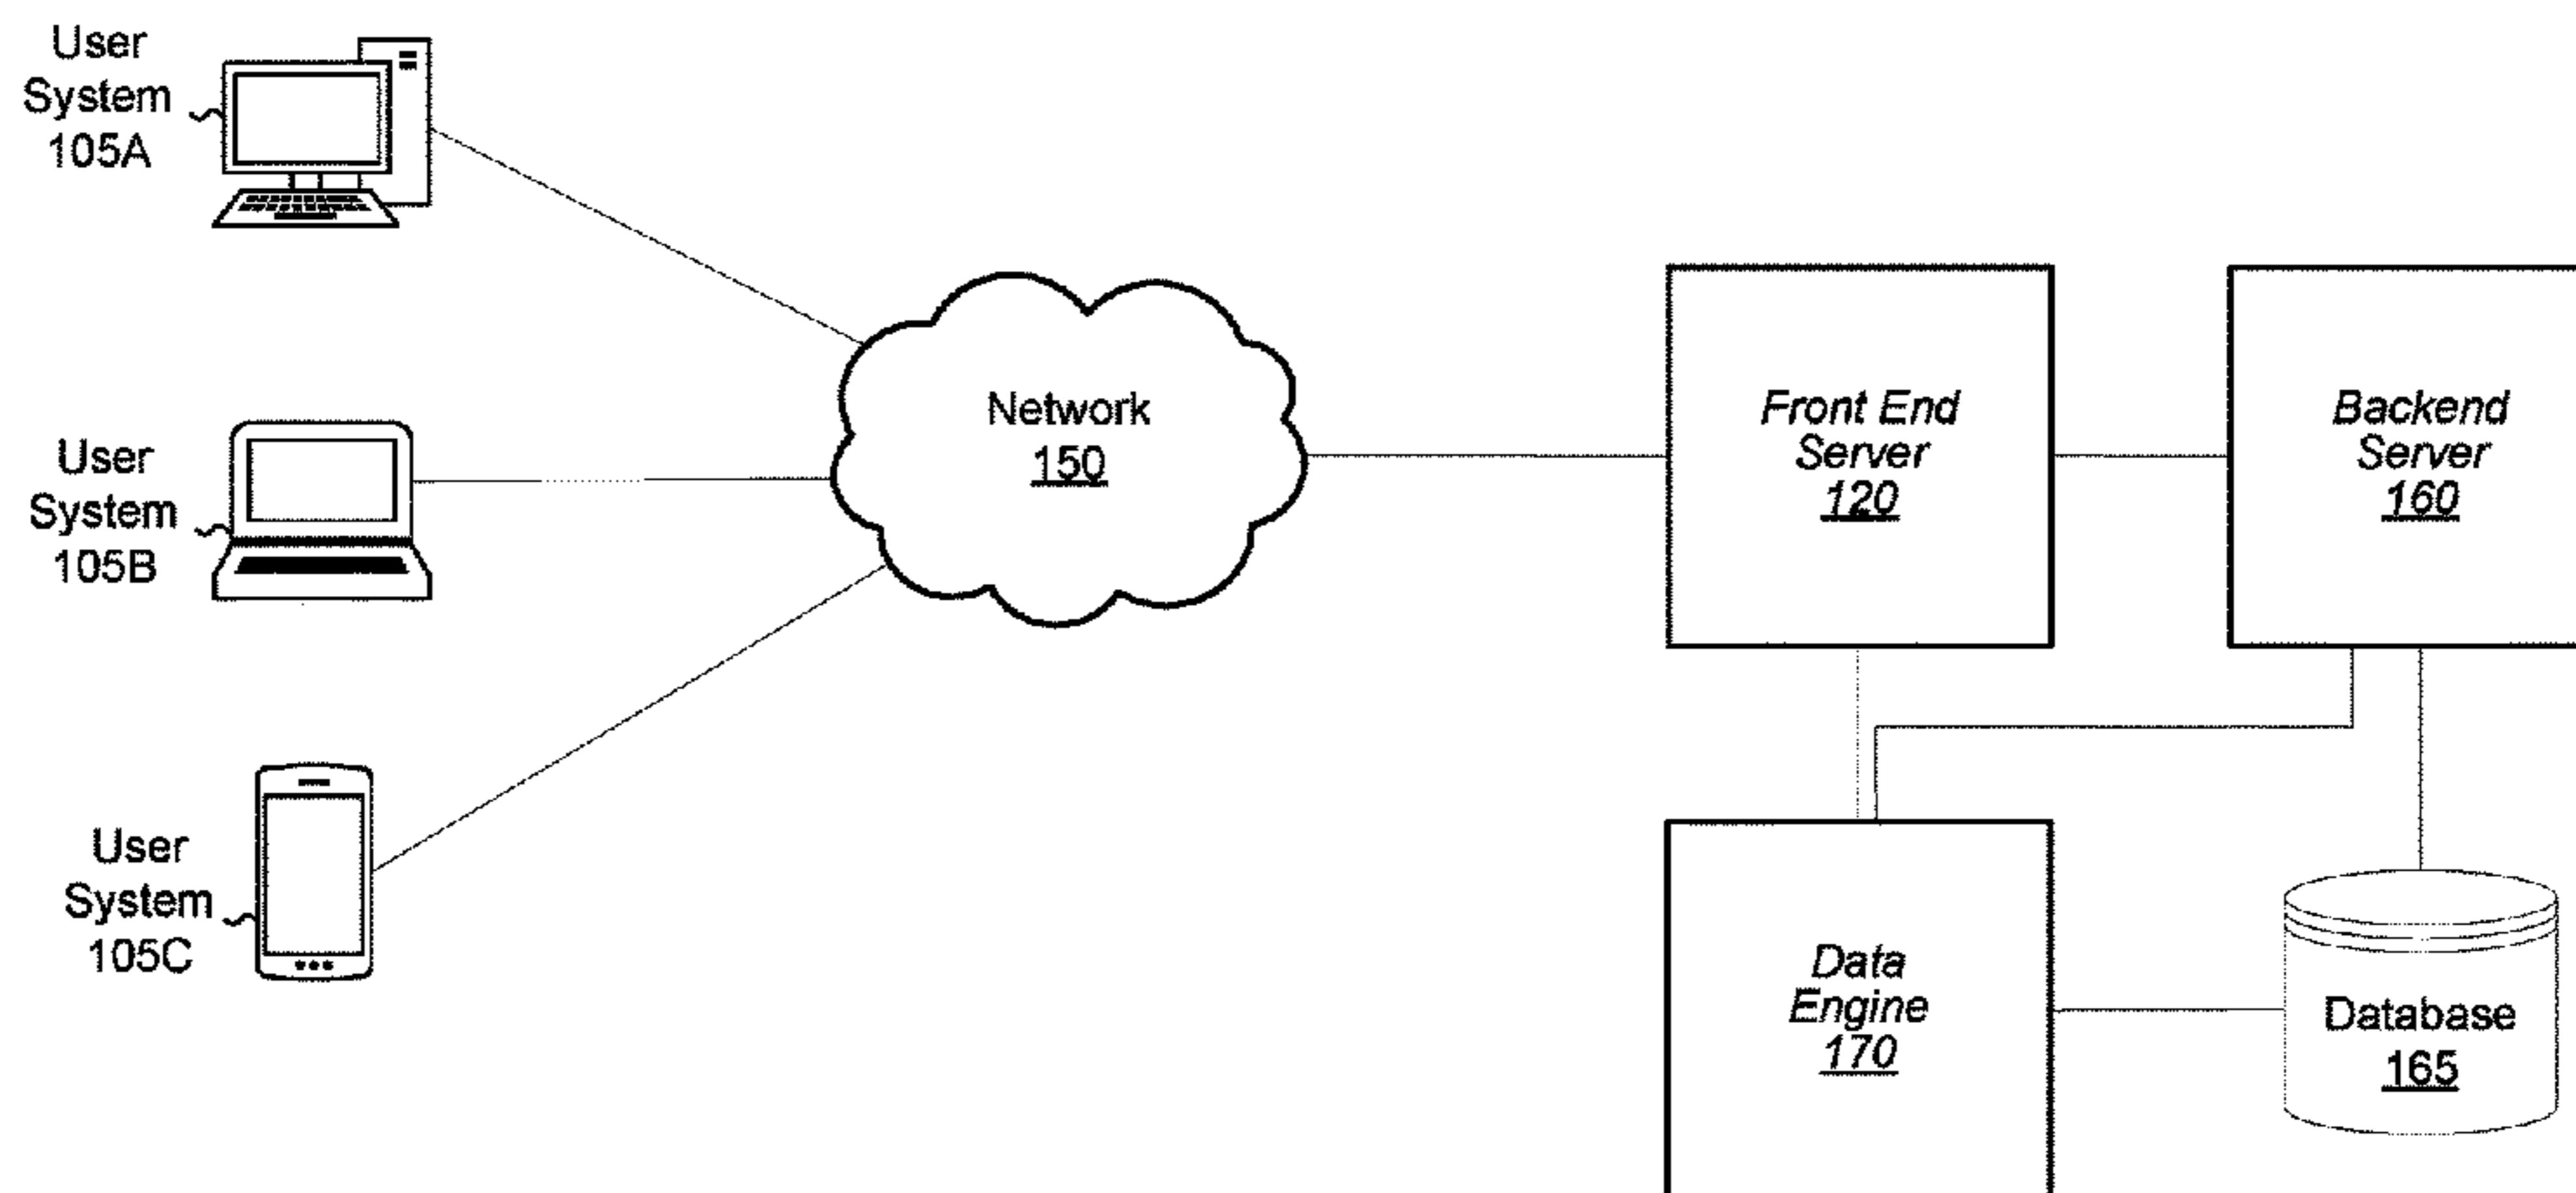 User
System
105A
User
System
105B
User
System
105C
Network
150
Front End
Server
120
Backend
Server
160
Data
Engine
170
Database
165